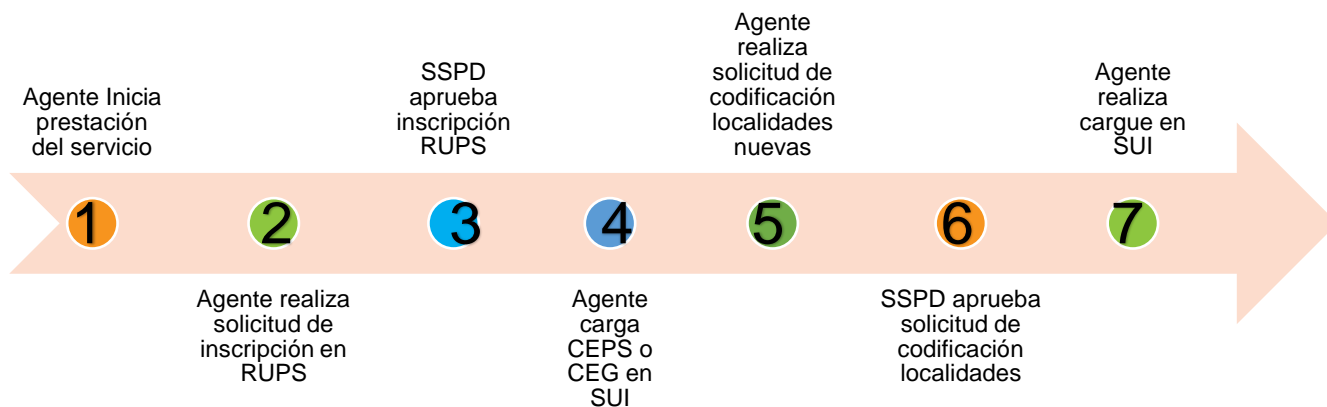 Agente Inicia
prestación
del servicio
1
Agente realiza
solicitud de
inscripción en
RUPS
2
SSPD
aprueba
inscripción
RUPS
3
Agente
carga
CEPS o
CEG en
SUI
4
Agente
realiza
solicitud de
codificación
localidades
nuevas
5
SSPD aprueba
solicitud de
codificación
localidades
6
Agente
realiza
cargue en
SUI
7